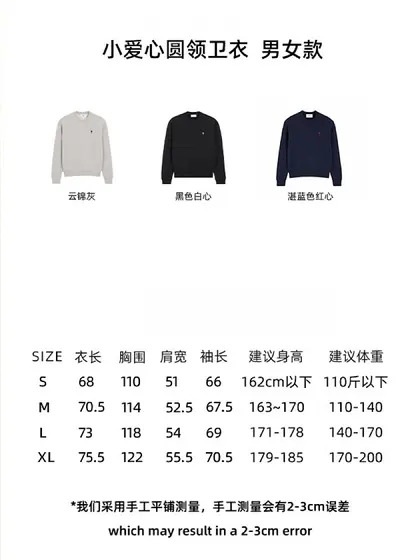 小爱心圆领卫衣 男女款
云锦灰 黑色白心 湛蓝色红心
SIZE 衣长 胸围 肩宽 袖长 建议身高 建议体重
S 68 110 51 66 162cm以下 110斤以下
M 70.5 114 52.5 67.5 163~170 110-140
L 73 118 54 69 171-178 140-170
XL 75.5 122 55.5 70.5 179-185 170-200
*我们采用手工平铺测量，手工测量会有2-3cm误差
which may result in a 2-3cm error